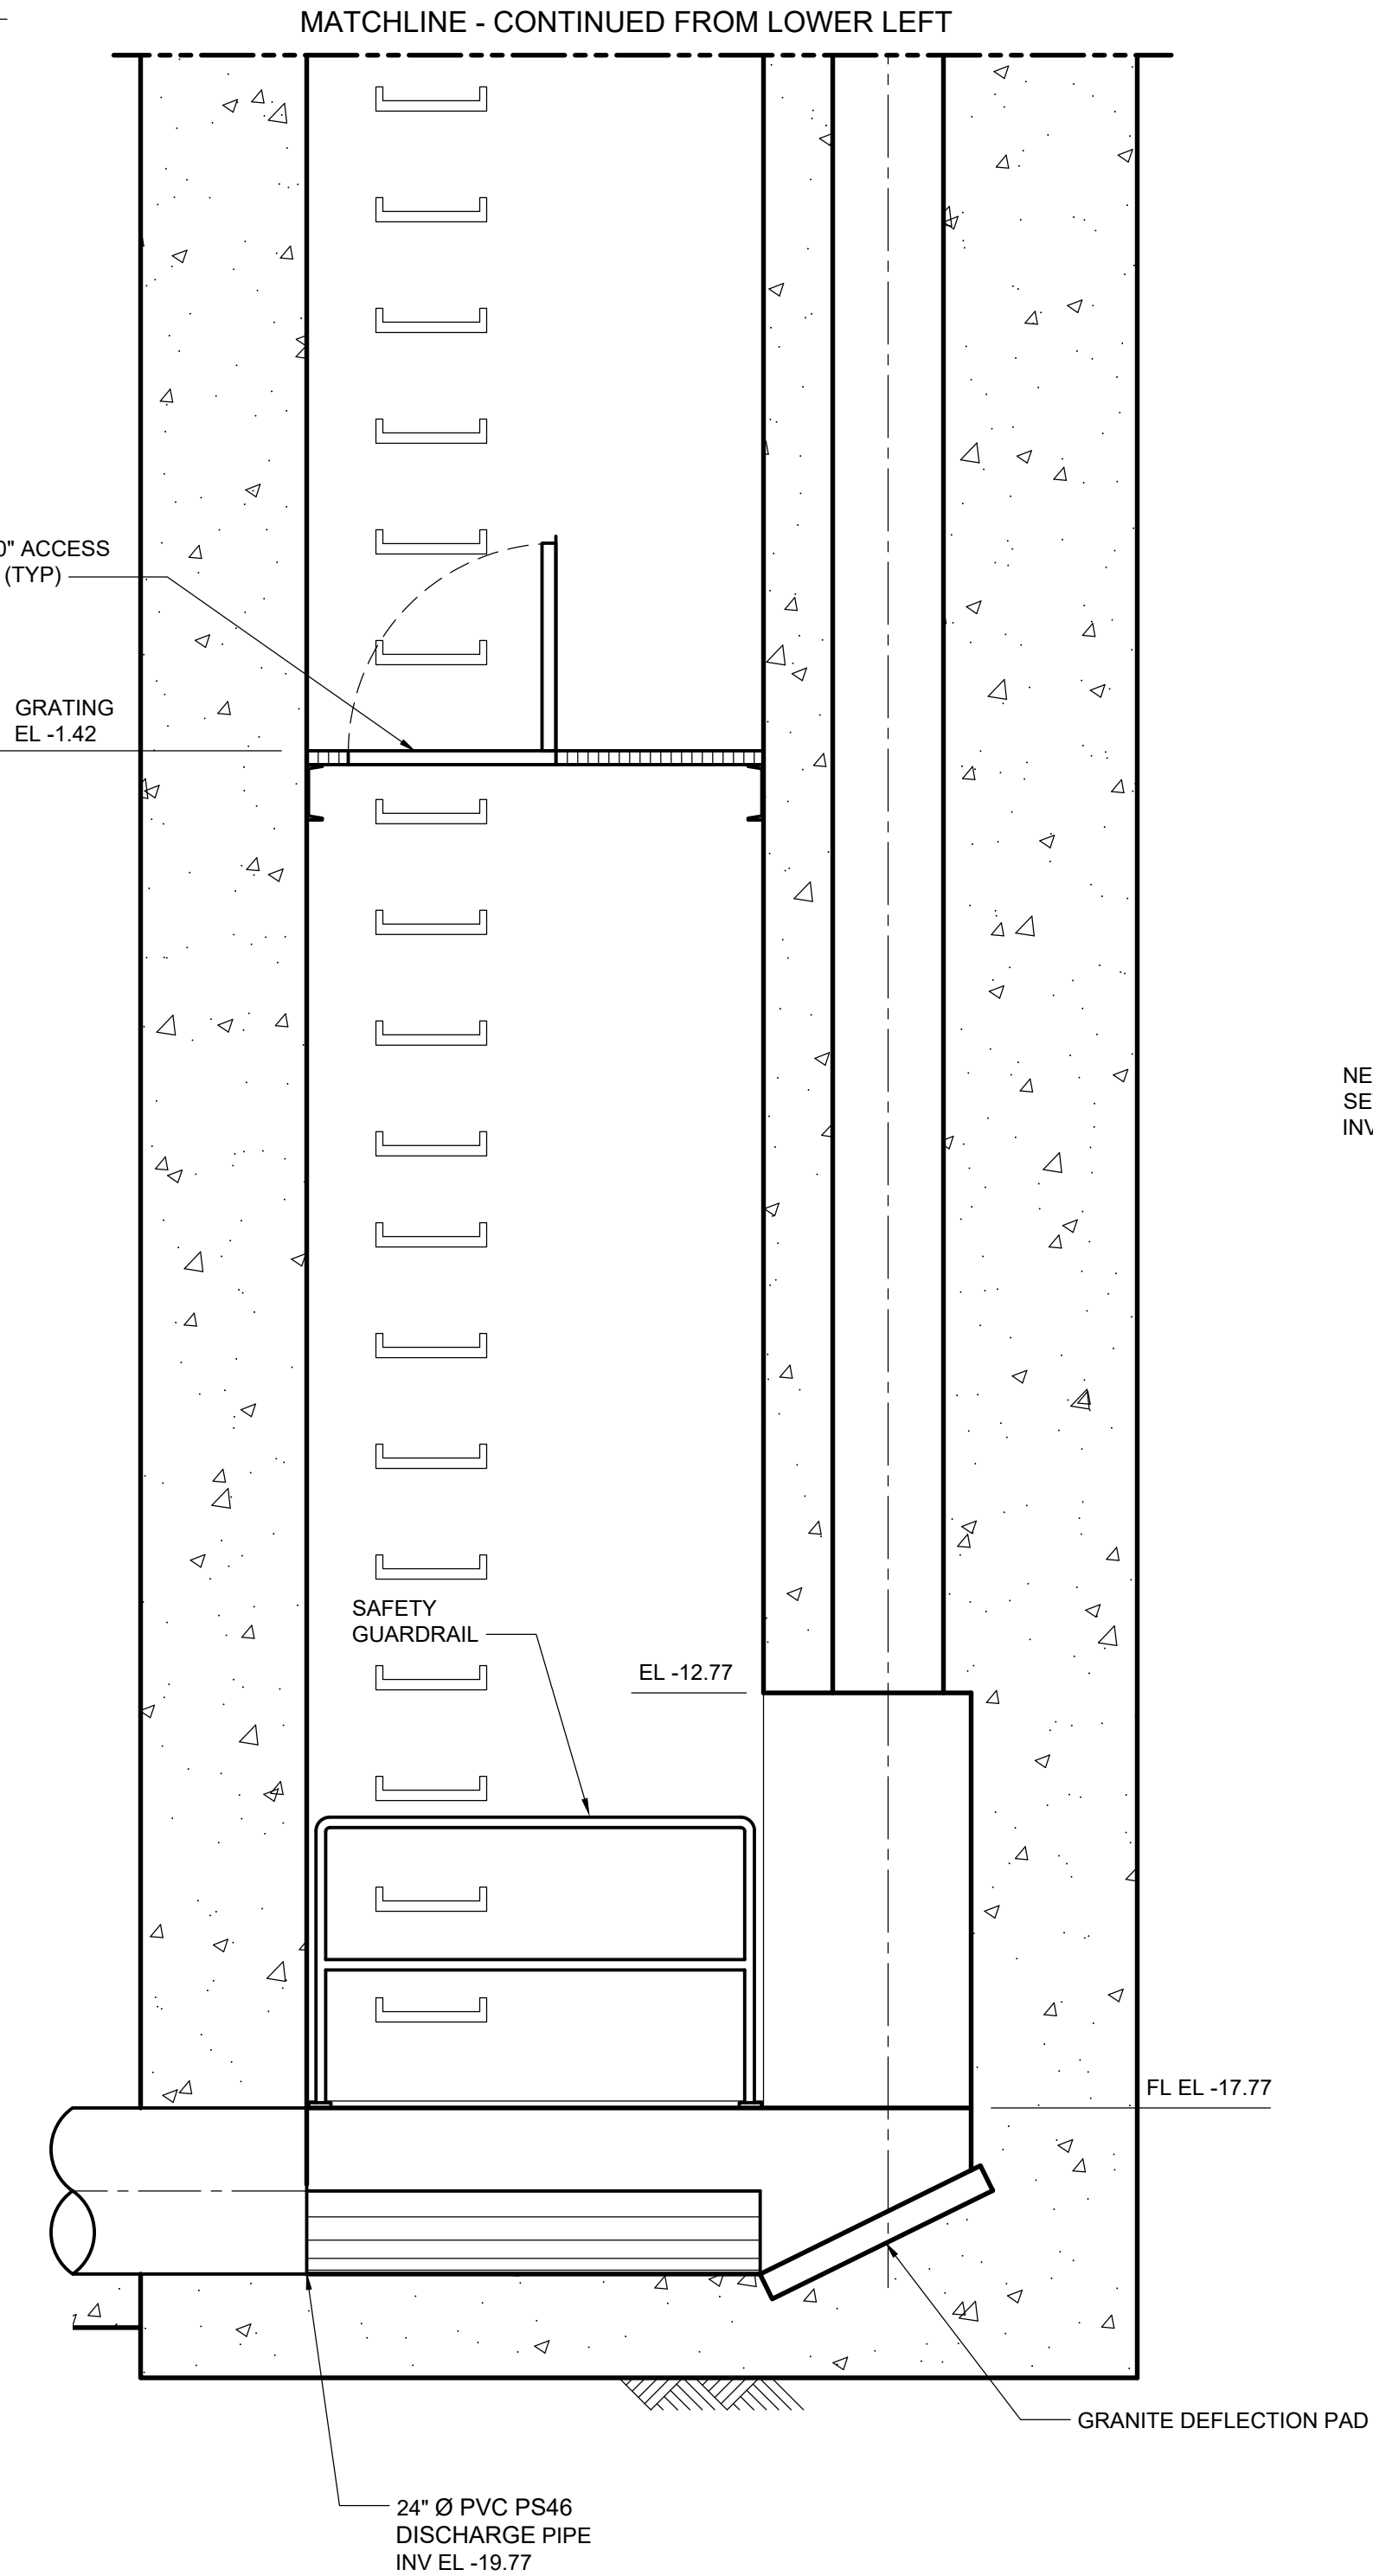 MATCHLINE - CONTINUED FROM LOWER LEFT
0" ACCESS
(TYP)
GRATING
EL -1.42
NE
SE
INV
SAFETY
GUARDRAIL
EL -12.77
FL EL -17.77
GRANITE DEFLECTION PAD
24" Ø PVC PS46
DISCHARGE PIPE
INV EL -19.77